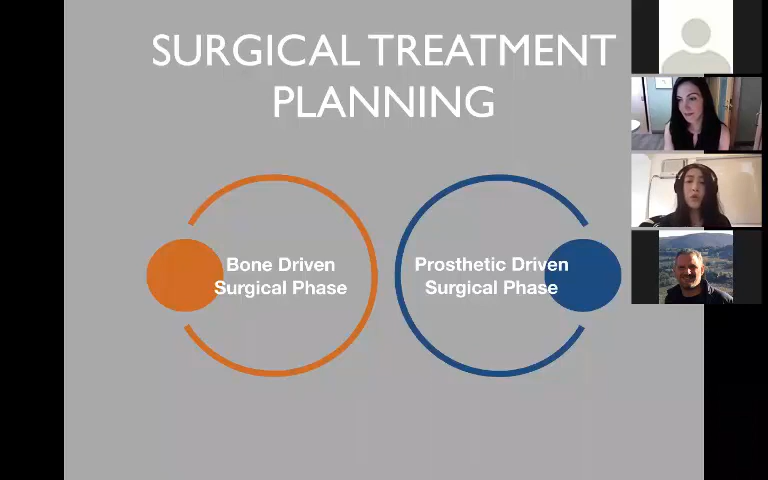 SURGICAL TREATMENT
PLANNING
Bone Driven
Surgical Phase
Prosthetic Driven
Surgical Phase